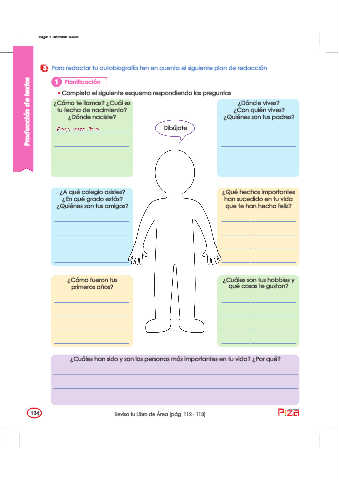 Producción de textos
3 Para redactar tu autobiografía ten en cuenta el siguiente plan de redacción
1 Planificación
• Completa el siguiente esquema respondiendo las preguntas
¿Cómo te llamas? ¿Cuál es
tu fecha de nacimiento?
¿Dónde naciste?
¿Dónde vives?
¿Con quién vives?
¿Quiénes son tus padres?
Dibújate
¿A qué colegio asistes?
¿En qué grado estás?
¿Quiénes son tus amigos?
¿Qué hechos importantes
han sucedido en tu vida
que te han hecho feliz?
¿Cómo fueron tus
primeros años?
¿Cuáles son tus hobbies y
qué cosas te gustan?
¿Cuáles han sido y son las personas más importantes en tu vida? ¿Por qué?
134
Revisa tu Libro de Área (pág. 112 - 113)